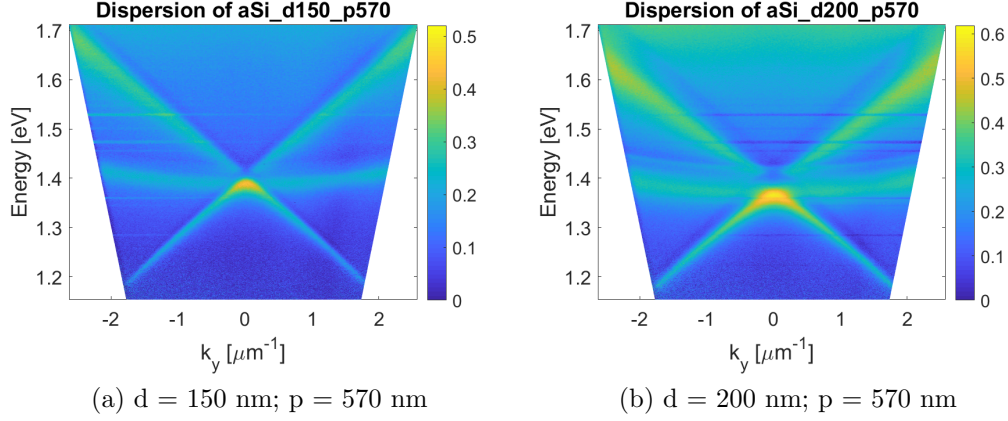 Dispersion of aSi_d150_p570
1.7
1.6
1.5
1.4
1.3
1.2
Energy [eV]
-2 -1 0 1 2
k_y [μm⁻¹]
0.5
0.4
0.3
0.2
0.1
0
(a) d = 150 nm; p = 570 nm
Dispersion of aSi_d200_p570
1.7
1.6
1.5
1.4
1.3
1.2
Energy [eV]
-2 -1 0 1 2
k_y [μm⁻¹]
0.6
0.5
0.4
0.3
0.2
0.1
0
(b) d = 200 nm; p = 570 nm